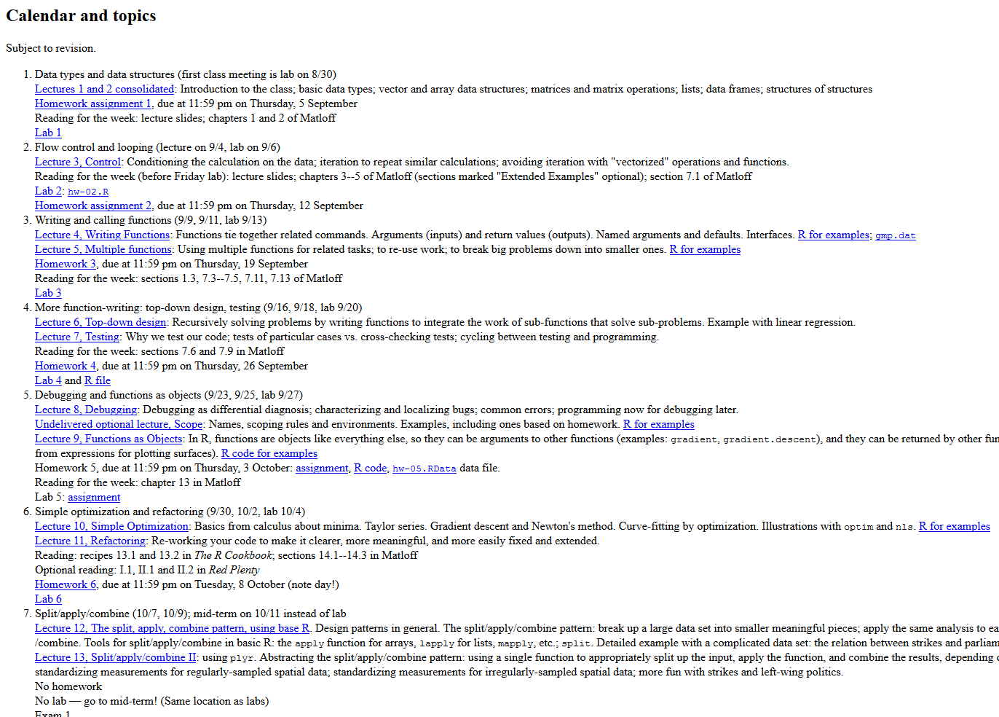 Calendar and topics
Subject to revision.
1. Data types and data structures (first class meeting is lab on 8/30)
Lectures 1 and 2 consolidated: Introduction to the class; basic data types; vector and array data structures; matrices and matrix operations; lists; data frames; structures of structures
Homework assignment 1, due at 11:59 pm on Thursday, 5 September
Reading for the week: lecture slides; chapters 1 and 2 of Matloff
Lab 1
2. Flow control and looping (lecture on 9/4, lab on 9/6)
Lecture 3, Control: Conditioning the calculation on the data; iteration to repeat similar calculations; avoiding iteration with "vectorized" operations and functions.
Reading for the week (before Friday lab): lecture slides; chapters 3--5 of Matloff (sections marked "Extended Examples" optional); section 7.1 of Matloff
Lab 2: hw-02.R
Homework assignment 2, due at 11:59 pm on Thursday, 12 September
3. Writing and calling functions (9/9, 9/11, lab 9/13)
Lecture 4, Writing Functions: Functions tie together related commands. Arguments (inputs) and return values (outputs). Named arguments and defaults. Interfaces. R for examples; gmp.dat
Lecture 5, Multiple functions: Using multiple functions for related tasks; to re-use work; to break big problems down into smaller ones. R for examples
Homework 3, due at 11:59 pm on Thursday, 19 September
Reading for the week: sections 1.3, 7.3--7.5, 7.11, 7.13 of Matloff
Lab 3
4. More function-writing: top-down design, testing (9/16, 9/18, lab 9/20)
Lecture 6, Top-down design: Recursively solving problems by writing functions to integrate the work of sub-functions that solve sub-problems. Example with linear regression.
Lecture 7, Testing: Why we test our code; tests of particular cases vs. cross-checking tests; cycling between testing and programming.
Reading for the week: sections 7.6 and 7.9 in Matloff
Homework 4, due at 11:59 pm on Thursday, 26 September
Lab 4 and R file
5. Debugging and functions as objects (9/23, 9/25, lab 9/27)
Lecture 8, Debugging: Debugging as differential diagnosis; characterizing and localizing bugs; common errors; programming now for debugging later.
Undelivered optional lecture, Scope: Names, scoping rules and environments. Examples, including ones based on homework. R for examples
Lecture 9, Functions as Objects: In R, functions are objects like everything else, so they can be arguments to other functions (examples: gradient, gradient.descent), and they can be returned by other fun
from expressions for plotting surfaces). R code for examples
Homework 5, due at 11:59 pm on Thursday, 3 October: assignment, R code, hw-05.RData data file.
Reading for the week: chapter 13 in Matloff
Lab 5: assignment
6. Simple optimization and refactoring (9/30, 10/2, lab 10/4)
Lecture 10, Simple Optimization: Basics from calculus about minima. Taylor series. Gradient descent and Newton's method. Curve-fitting by optimization. Illustrations with optim and nls. R for examples
Lecture 11, Refactoring: Re-working your code to make it clearer, more meaningful, and more easily fixed and extended.
Reading: recipes 13.1 and 13.2 in The R Cookbook; sections 14.1--14.3 in Matloff
Optional reading: I.1, II.1 and II.2 in Red Plenty
Homework 6, due at 11:59 pm on Tuesday, 8 October (note day!)
Lab 6
7. Split/apply/combine (10/7, 10/9); mid-term on 10/11 instead of lab
Lecture 12, The split, apply, combine pattern, using base R. Design patterns in general. The split/apply/combine pattern: break up a large data set into smaller meaningful pieces; apply the same analysis to ea
/combine. Tools for split/apply/combine in basic R: the apply function for arrays, lapply for lists, mapply, etc.; split. Detailed example with a complicated data set: the relation between strikes and parliam
Lecture 13, Split/apply/combine II: using plyr. Abstracting the split/apply/combine pattern: using a single function to appropriately split up the input, apply the function, and combine the results, depending o
standardizing measurements for regularly-sampled spatial data; standardizing measurements for irregularly-sampled spatial data; more fun with strikes and left-wing politics.
No homework
No lab — go to mid-term! (Same location as labs)
Exam 1